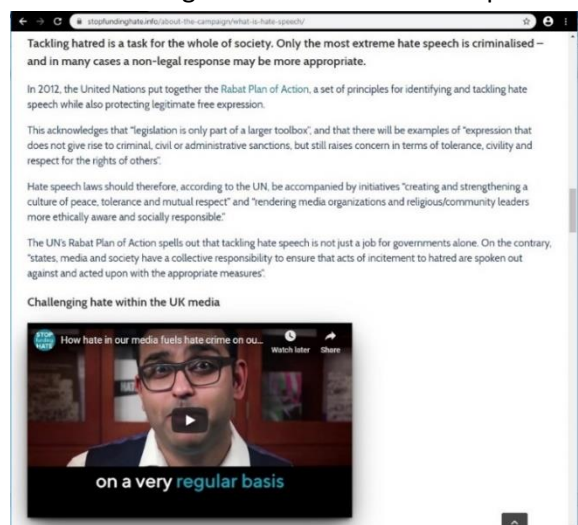 stopfundinghate.info/about-the-campaign/what-is-hate-speech/
Tackling hatred is a task for the whole of society. Only the most extreme hate speech is criminalised –
and in many cases a non-legal response may be more appropriate.
In 2012, the United Nations put together the Rabat Plan of Action, a set of principles for identifying and tackling hate
speech while also protecting legitimate free expression.
This acknowledges that “legislation is only part of a larger toolbox”, and that there will be examples of “expression that
does not give rise to criminal, civil or administrative sanctions, but still raises concern in terms of tolerance, civility and
respect for the rights of others”.
Hate speech laws should therefore, according to the UN, be accompanied by initiatives “creating and strengthening a
culture of peace, tolerance and mutual respect” and “rendering media organizations and religious/community leaders
more ethically aware and socially responsible.”
The UN’s Rabat Plan of Action spells out that tackling hate speech is not just a job for governments alone. On the contrary,
“states, media and society have a collective responsibility to ensure that acts of incitement to hatred are spoken out
against and acted upon with the appropriate measures”.
Challenging hate within the UK media
STOP
funding
HATE
How hate in our media fuels hate crime on ou...
Watch later
Share
on a very regular basis